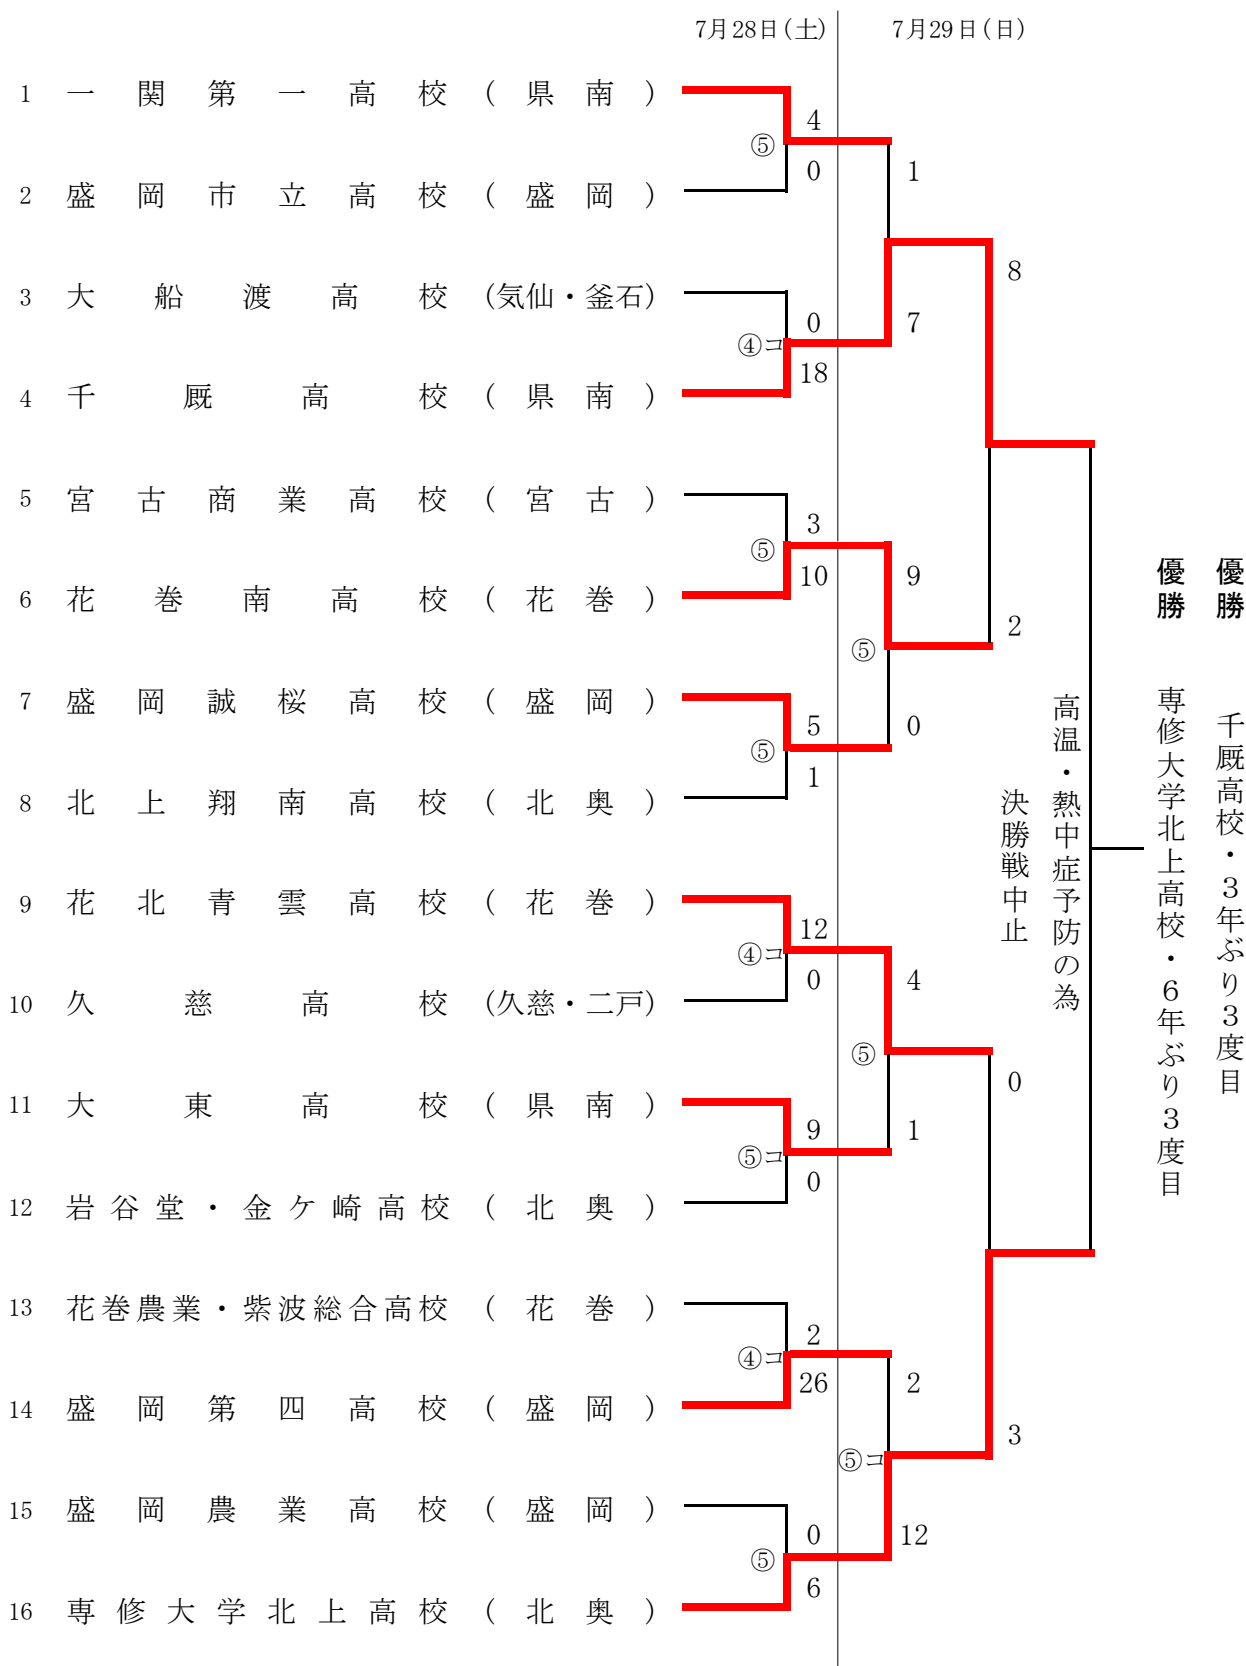 7月28日(土) 7月29日(日)
1 一関第一高校(県南)
4
⑤
0
1
2 盛岡市立高校(盛岡)
8
3 大船渡高校(気仙・釜石)
0
7
④コ
18
4 千厩高校(県南)
5 宮古商業高校(宮古)
3
⑤
10
9
6 花巻南高校(花巻)
2
⑤
7 盛岡誠桜高校(盛岡)
5
0
⑤
1
8 北上翔南高校(北奥)
9 花北青雲高校(花巻)
12
④コ
0
4
10 久慈高校(久慈・二戸)
⑤
0
11 大東高校(県南)
9
1
⑤コ
0
12 岩谷堂・金ケ崎高校(北奥)
13 花巻農業・紫波総合高校(花巻)
2
④コ
26
2
14 盛岡第四高校(盛岡)
3
⑤コ
15 盛岡農業高校(盛岡)
0
12
⑤
6
16 専修大学北上高校(北奥)
優勝 千厩高校・3年ぶり3度目
優勝 専修大学北上高校・6年ぶり3度目
高温・熱中症予防の為
決勝戦中止